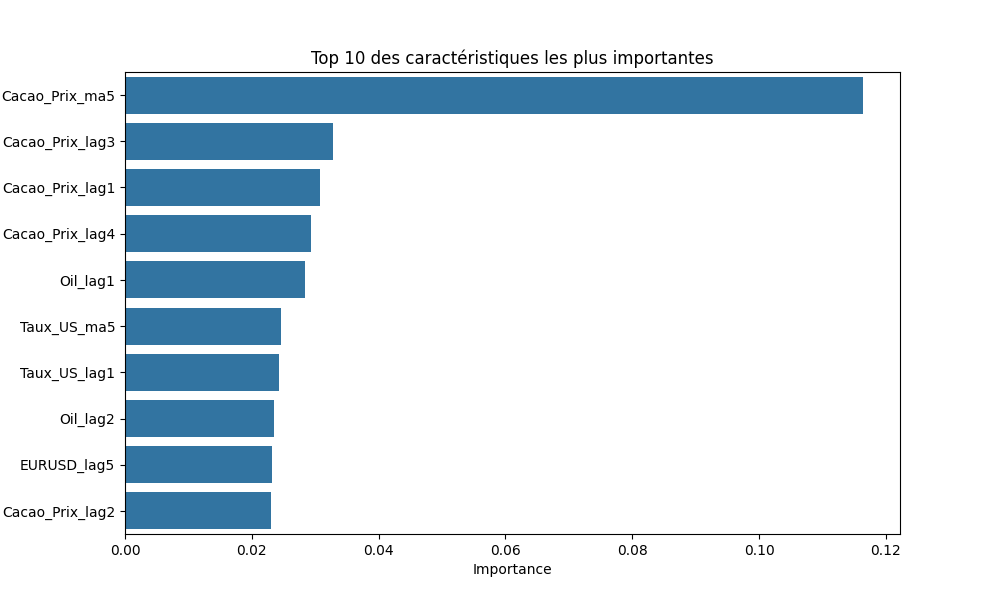 Top 10 des caractéristiques les plus importantes
Cacao_Prix_ma5
Cacao_Prix_lag3
Cacao_Prix_lag1
Cacao_Prix_lag4
Oil_lag1
Taux_US_ma5
Taux_US_lag1
Oil_lag2
EURUSD_lag5
Cacao_Prix_lag2
0.00 0.02 0.04 0.06 0.08 0.10 0.12
Importance